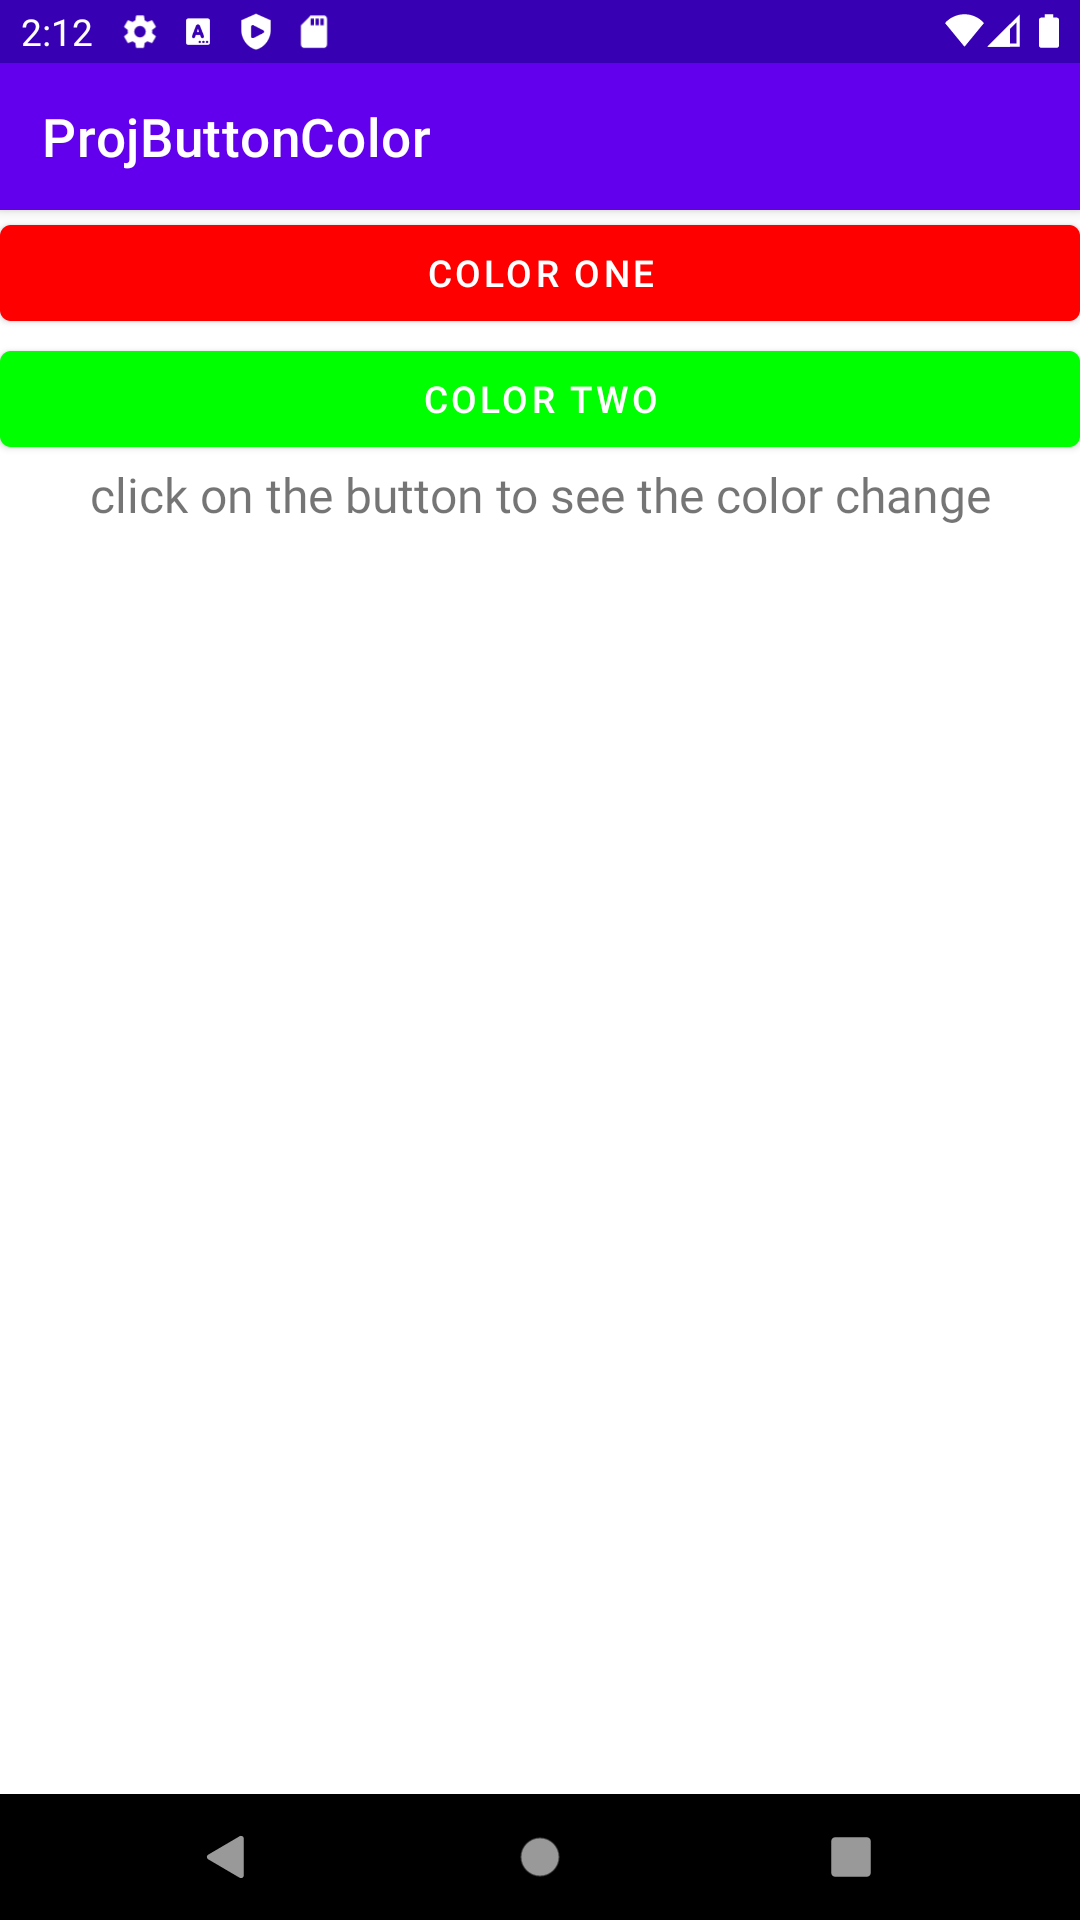 2:12
ProjButtonColor
COLOR ONE
COLOR TWO
click on the button to see the color change